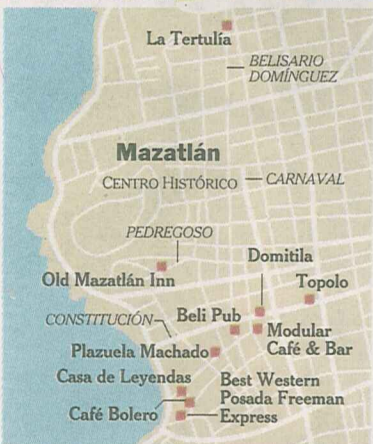 La Tertulía
BELISARIO
DOMÍNGUEZ
Mazatlán
CENTRO HISTÓRICO
CARNAVAL
PEDREGOSO
Domitila
Old Mazatlán Inn
Topolo
CONSTITUCIÓN
Beli Pub
Modular
Café & Bar
Plazuela Machado
Casa de Leyendas
Best Western
Posada Freeman
Express
Café Bolero